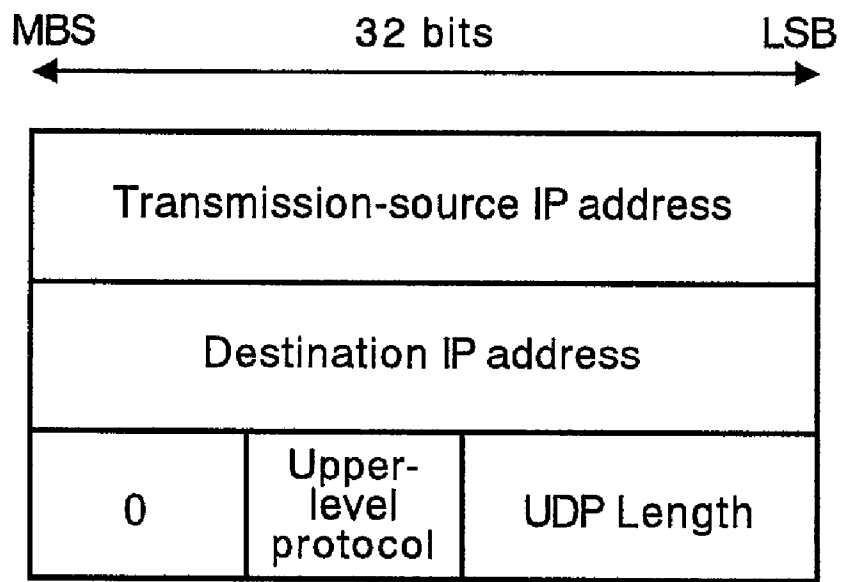 MBS 32 bits LSB
Transmission-source IP address
Destination IP address
0
Upper-
level
protocol
UDP Length